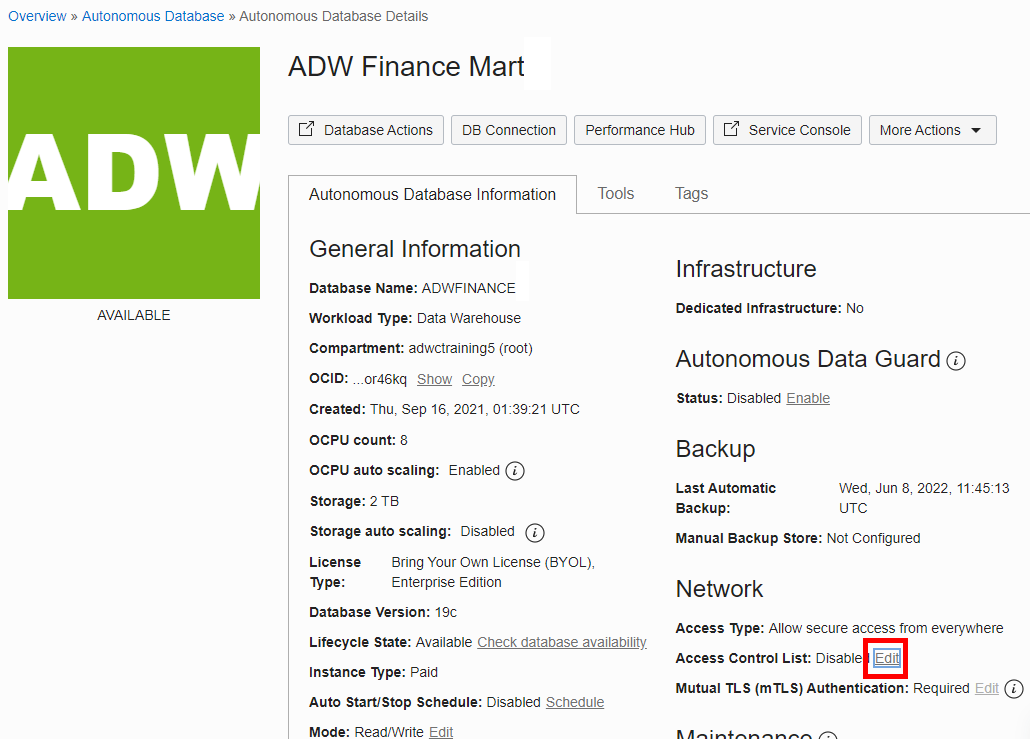 Overview » Autonomous Database » Autonomous Database Details
ADW
AVAILABLE
ADW Finance Mart
Database Actions
DB Connection
Performance Hub
Service Console
More Actions
Autonomous Database Information
Tools
Tags
General Information
Database Name: ADWFINANCE
Workload Type: Data Warehouse
Compartment: adwctraining5 (root)
OCID: ...or46kq Show Copy
Created: Thu, Sep 16, 2021, 01:39:21 UTC
OCPU count: 8
OCPU auto scaling: Enabled i
Storage: 2 TB
Storage auto scaling: Disabled i
License Bring Your Own License (BYOL),
Type: Enterprise Edition
Database Version: 19c
Lifecycle State: Available Check database availability
Instance Type: Paid
Auto Start/Stop Schedule: Disabled Schedule
Mode: Read/Write Edit
Infrastructure
Dedicated Infrastructure: No
Autonomous Data Guard i
Status: Disabled Enable
Backup
Last Automatic Wed, Jun 8, 2022, 11:45:13
Backup: UTC
Manual Backup Store: Not Configured
Network
Access Type: Allow secure access from everywhere
Access Control List: Disabled Edit
Mutual TLS (mTLS) Authentication: Required Edit i
Maintenance i